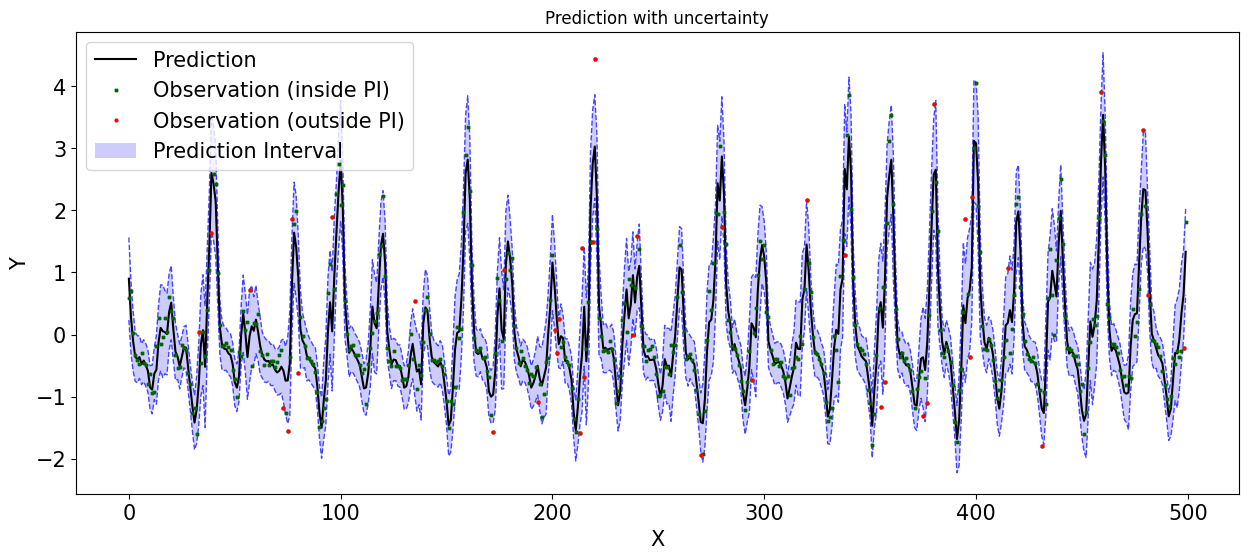 Prediction with uncertainty
Prediction
Observation (inside PI)
Observation (outside PI)
Prediction Interval
Y
4
3
2
1
0
−1
−2
0 100 200 300 400 500
X